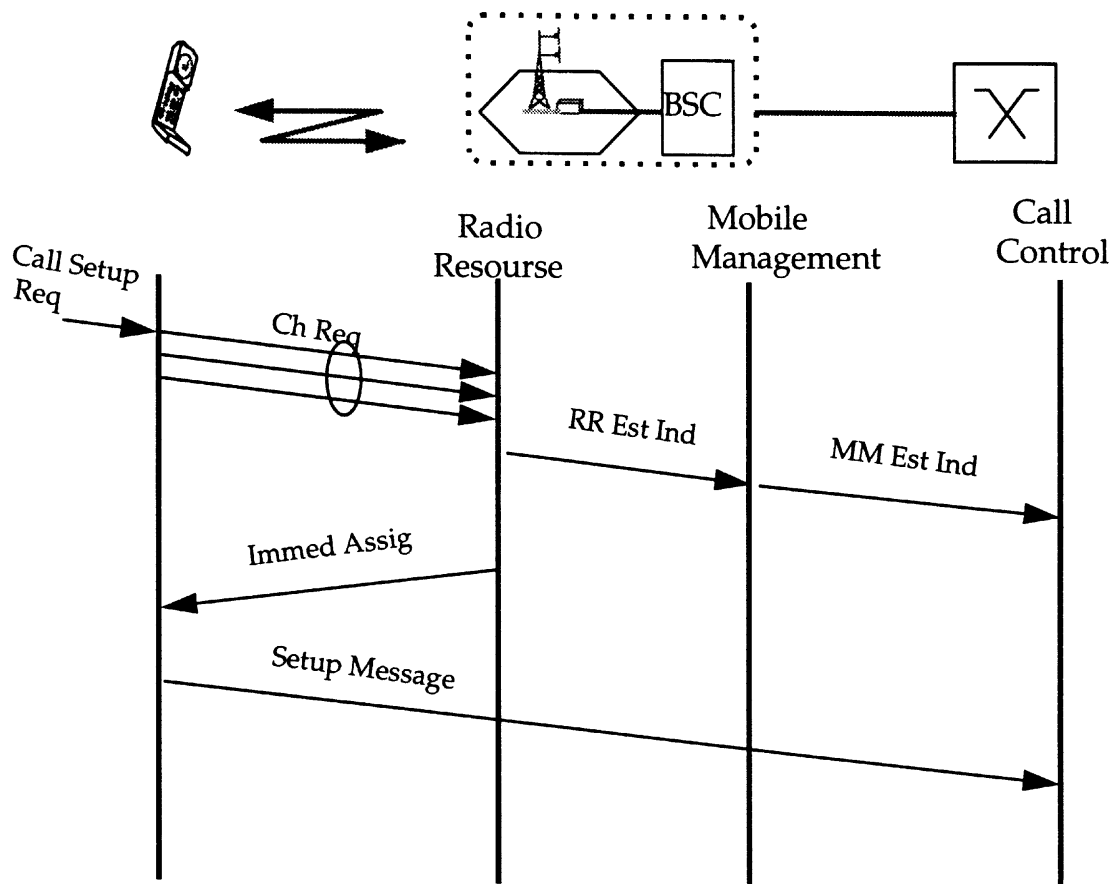 BSC
Radio
Resourse
Mobile
Management
Call
Control
Call Setup
Req
Ch Req
RR Est Ind
MM Est Ind
Immed Assig
Setup Message